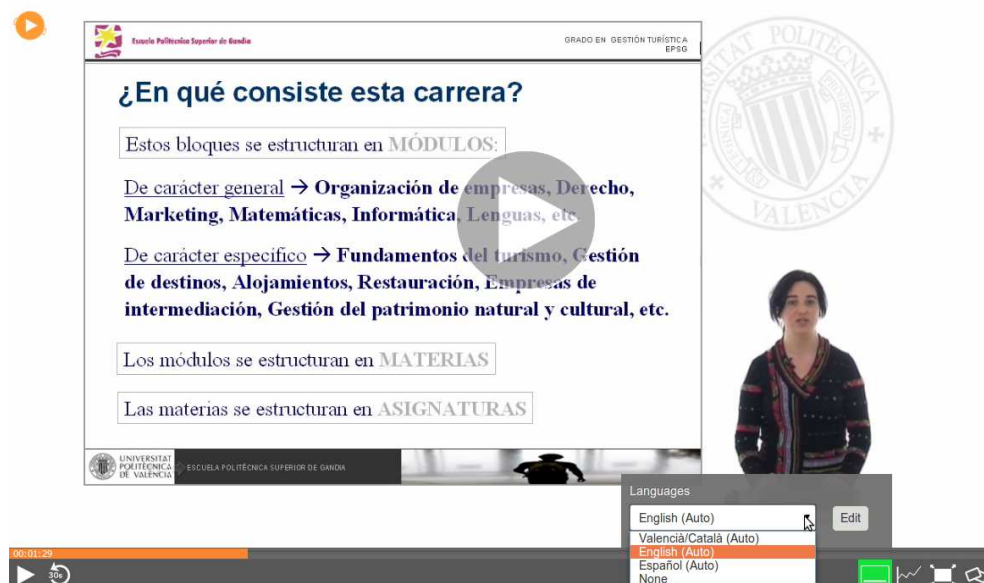 Escuela Politécnica Superior de Gandia
GRADO EN GESTIÓN TURÍSTICA
EPSG
¿En qué consiste esta carrera?
Estos bloques se estructuran en MÓDULOS:
De carácter general → Organización de empresas, Derecho,
Marketing, Matemáticas, Informática, Lenguas, etc.
De carácter específico → Fundamentos del turismo, Gestión
de destinos, Alojamientos, Restauración, Empresas de
intermediación, Gestión del patrimonio natural y cultural, etc.
Los módulos se estructuran en MATERIAS
Las materias se estructuran en ASIGNATURAS
UNIVERSITAT
POLITÈCNICA
DE VALÈNCIA
ESCUELA POLITÉCNICA SUPERIOR DE GANDIA
VALÈNCIA
Languages
English (Auto)
Edit
Valencià/Català (Auto)
English (Auto)
Español (Auto)
None
00:01:29
30s